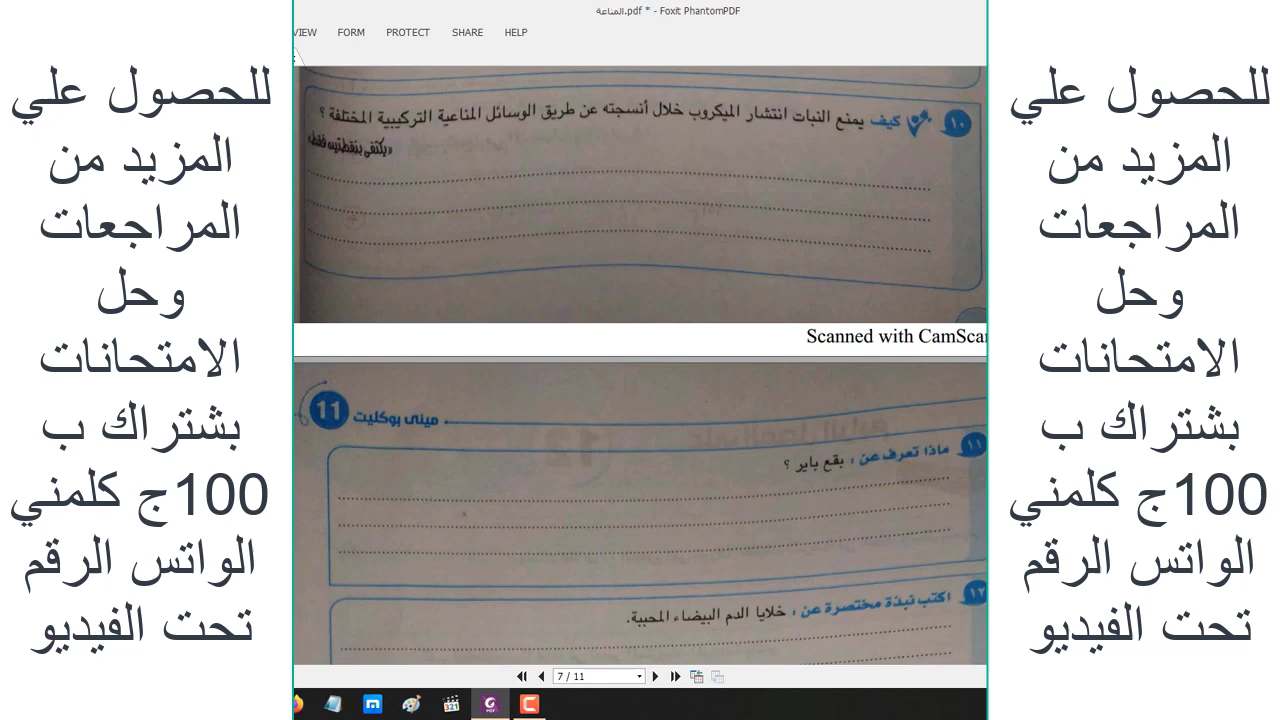 المناعة.pdf * - Foxit PhantomPDF
VIEW FORM PROTECT SHARE HELP
للحصول علي
المزيد من
المراجعات
وحل
الامتحانات
بشتراك ب
100ج كلمني
الواتس الرقم
تحت الفيديو
١٠ كيف يمنع النبات انتشار الميكروب خلال أنسجته عن طريق الوسائل المناعية التركيبية المختلفة ؟
«يكتفى بنقطتين فقط»
Scanned with CamScan
11 مينى بوكليت
١١ ماذا تعرف عن : بقع باير ؟
١٢ اكتب نبذة مختصرة عن : خلايا الدم البيضاء المحببة.
7 / 11
للحصول علي
المزيد من
المراجعات
وحل
الامتحانات
بشتراك ب
100ج كلمني
الواتس الرقم
تحت الفيديو